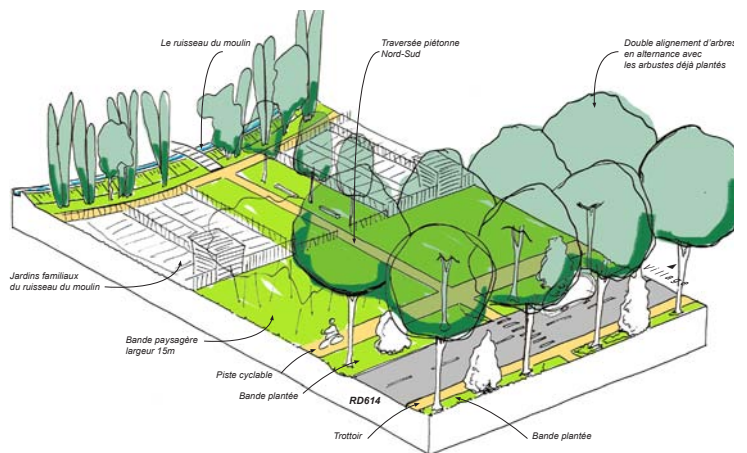 Le ruisseau du moulin
Traversée piétonne
Nord-Sud
Double alignement d'arbres
en alternance avec
les arbustes déjà plantés
Jardins familiaux
du ruisseau du moulin
village
Bande paysagère
largeur 15m
Piste cyclable
Bande plantée
RD614
Trottoir
Bande plantée